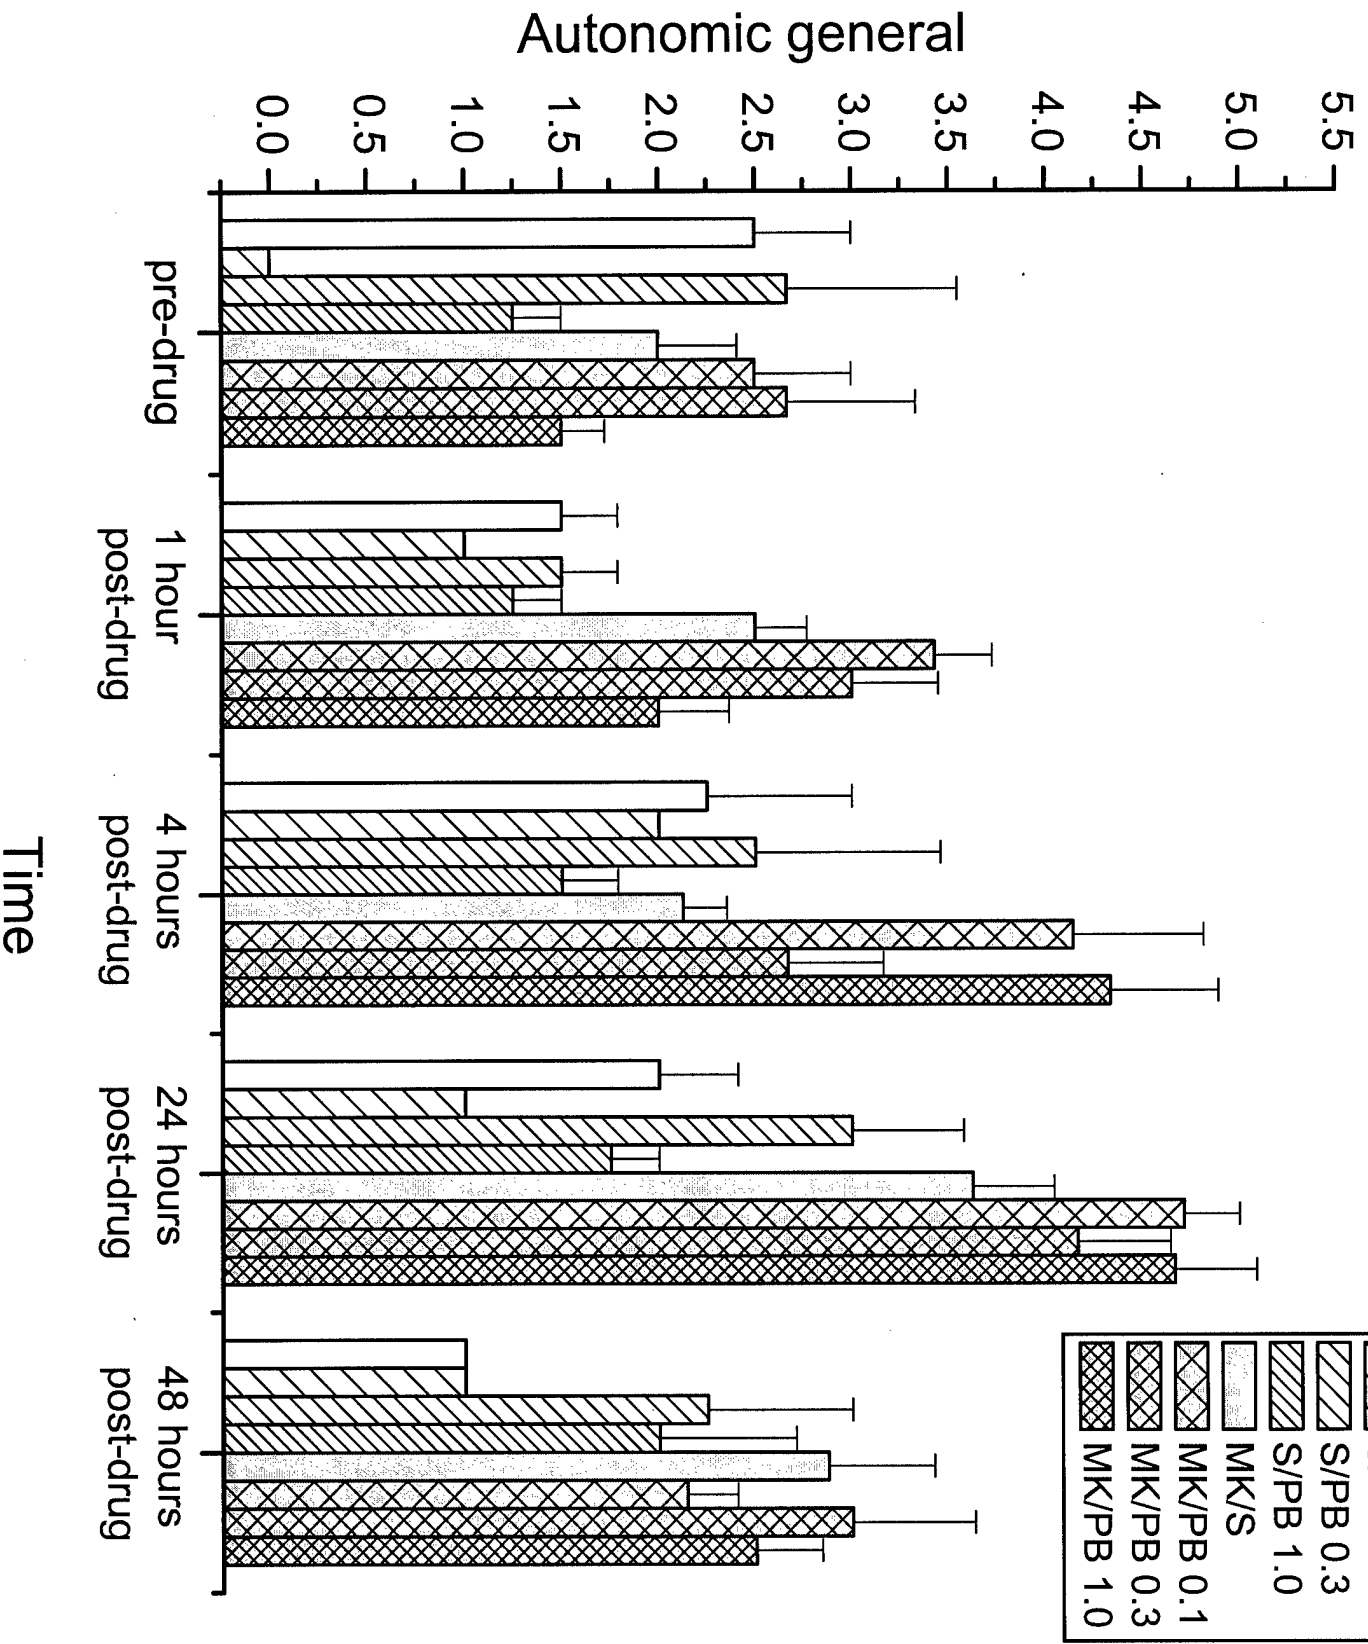 Autonomic general
5.5
5.0
4.5
4.0
3.5
3.0
2.5
2.0
1.5
1.0
0.5
0.0
pre-drug
1 hour
post-drug
4 hours
post-drug
24 hours
post-drug
48 hours
post-drug
Time
S/PB 0.3
S/PB 1.0
MK/S
MK/PB 0.1
MK/PB 0.3
MK/PB 1.0